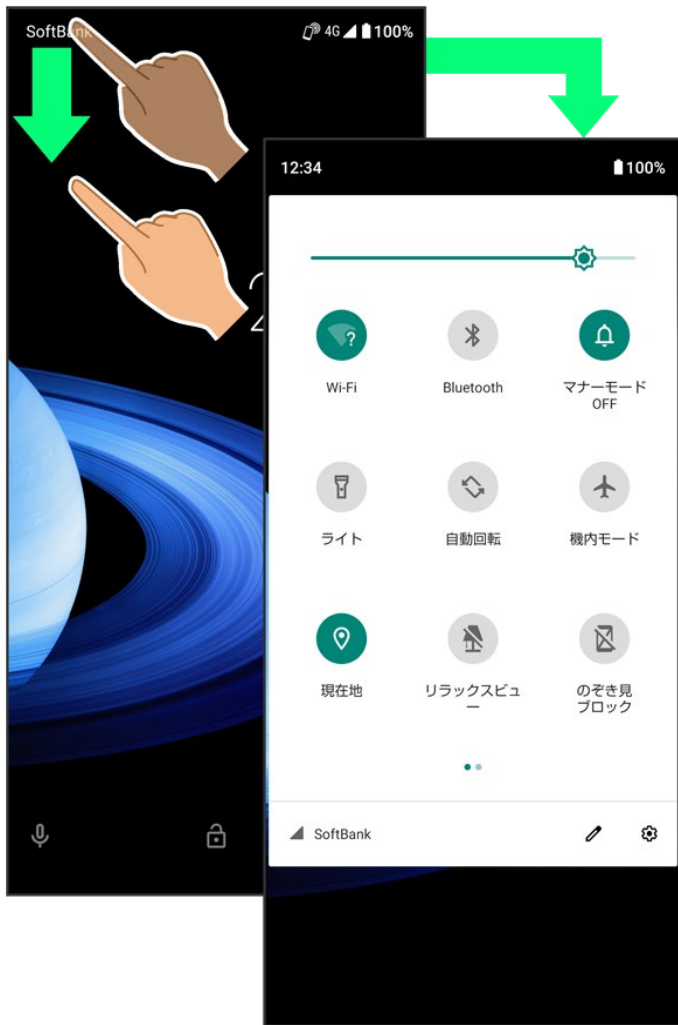 SoftBank 4G 100%
2
12:34 100%
?
Wi-Fi Bluetooth マナーモード
OFF
ライト 自動回転 機内モード
現在地 リラックスビュ のぞき見
ー ブロック
SoftBank